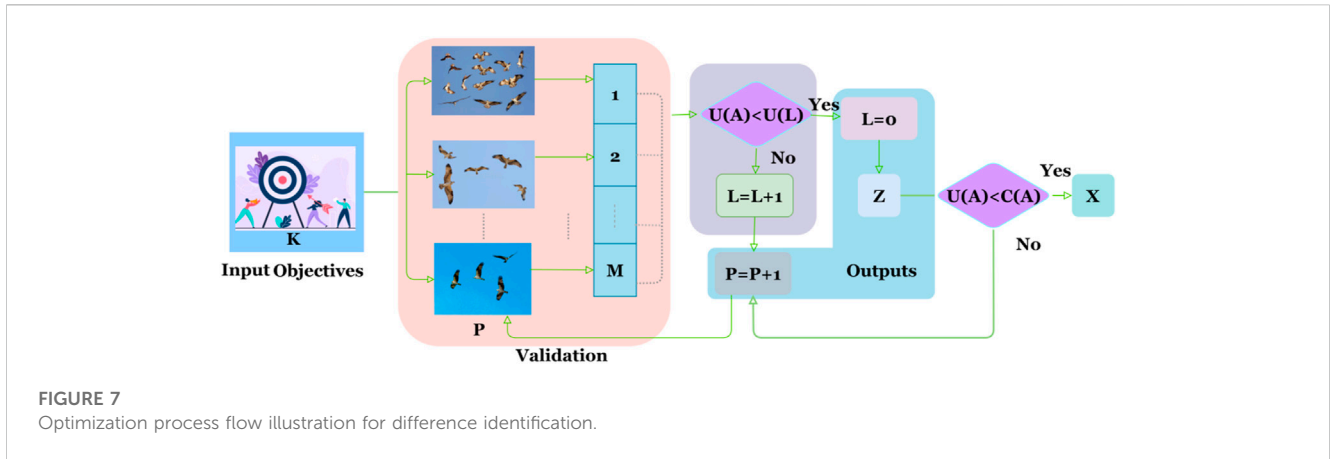 K
Input Objectives
P
Validation
1
2
M
U(A)<U(L)
Yes
No
L=L+1
L=0
Z
P=P+1
Outputs
U(A)<C(A)
Yes
No
X
FIGURE 7
Optimization process flow illustration for difference identification.